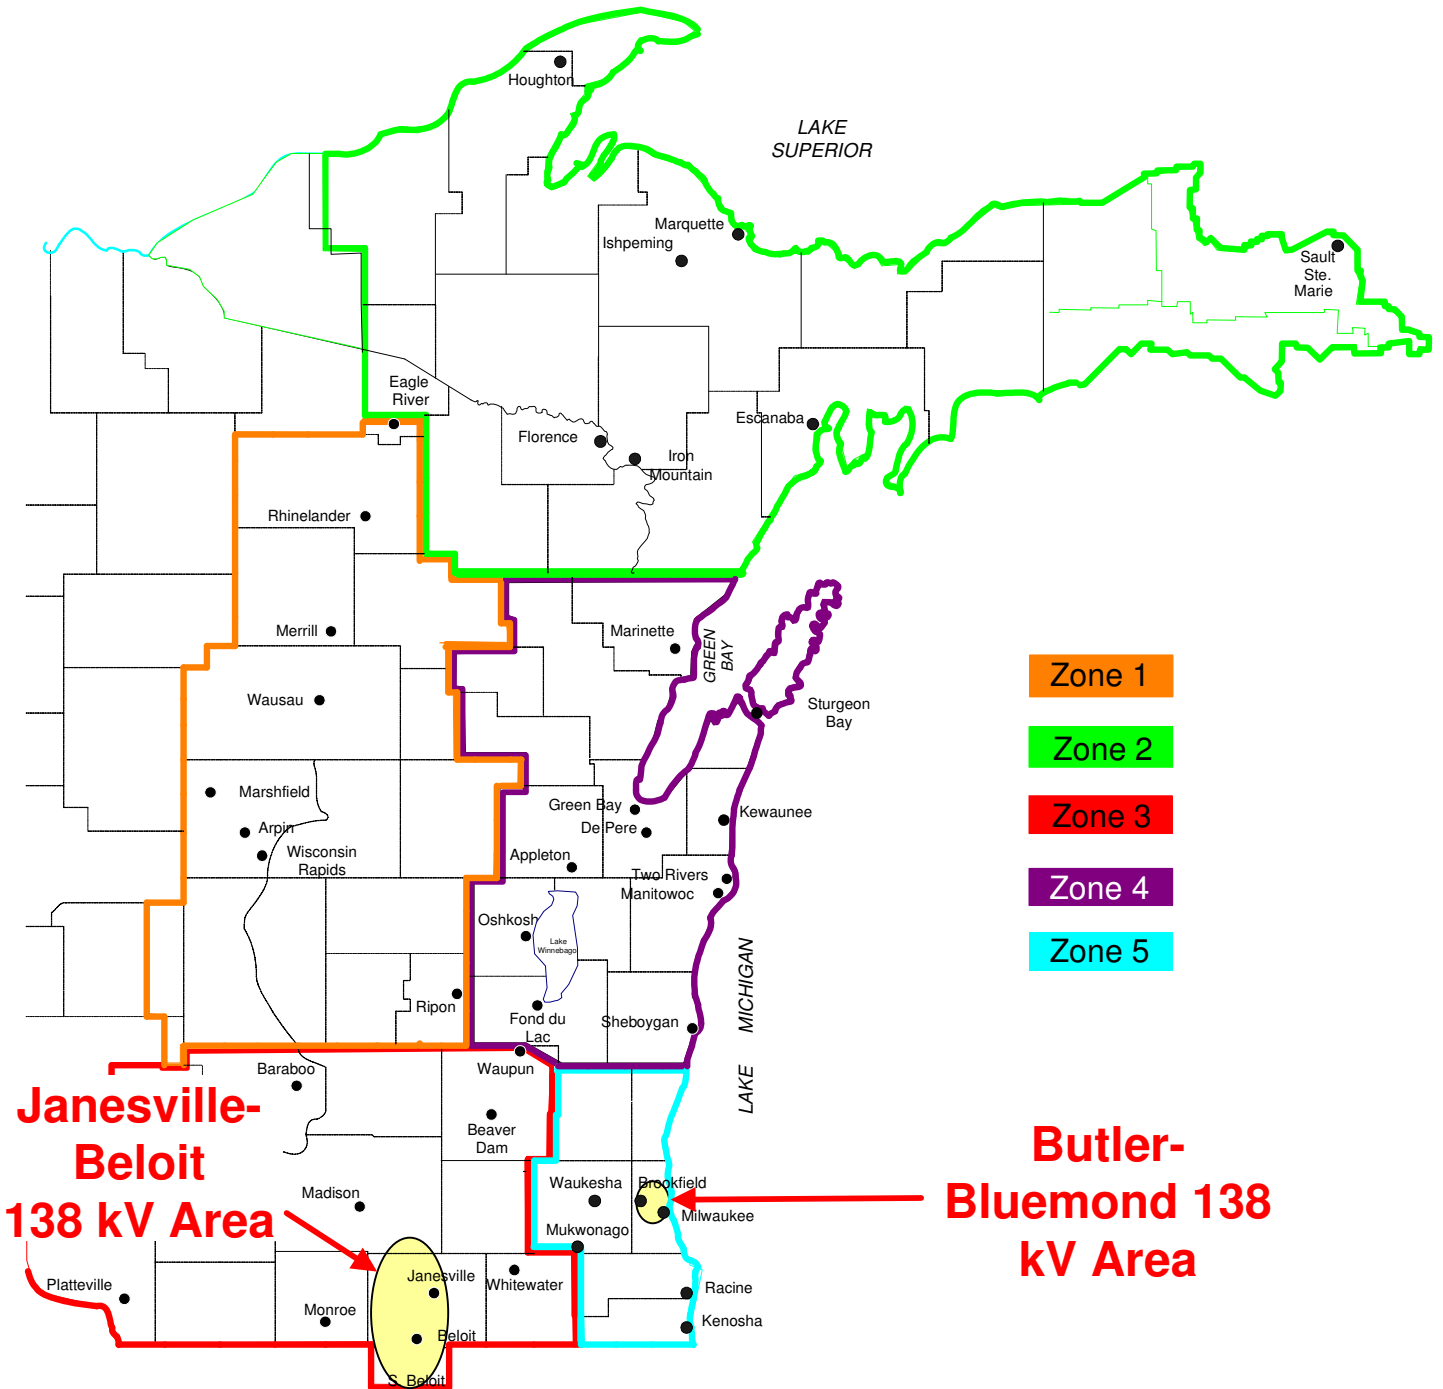 Houghton
LAKE
SUPERIOR
Marquette
Ishpeming
Sault
Ste.
Marie
Eagle
River
Escanaba
Florence
Iron
Mountain
Rhinelander
Merrill
Marinette
GREEN
BAY
Wausau
Sturgeon
Bay
Zone 1
Zone 2
Zone 3
Zone 4
Zone 5
Marshfield
Green Bay
Kewaunee
Arpin
De Pere
Wisconsin
Rapids
Appleton
Two Rivers
Manitowoc
Oshkosh
Lake
Winnebago
LAKE MICHIGAN
Ripon
Fond du
Lac
Sheboygan
Baraboo
Waupun
Janesville-
Beloit
138 kV Area
Beaver
Dam
Butler-
Bluemond 138
kV Area
Madison
Waukesha
Brookfield
Milwaukee
Mukwonago
Platteville
Janesville
Whitewater
Racine
Monroe
Kenosha
Beloit
S. Beloit